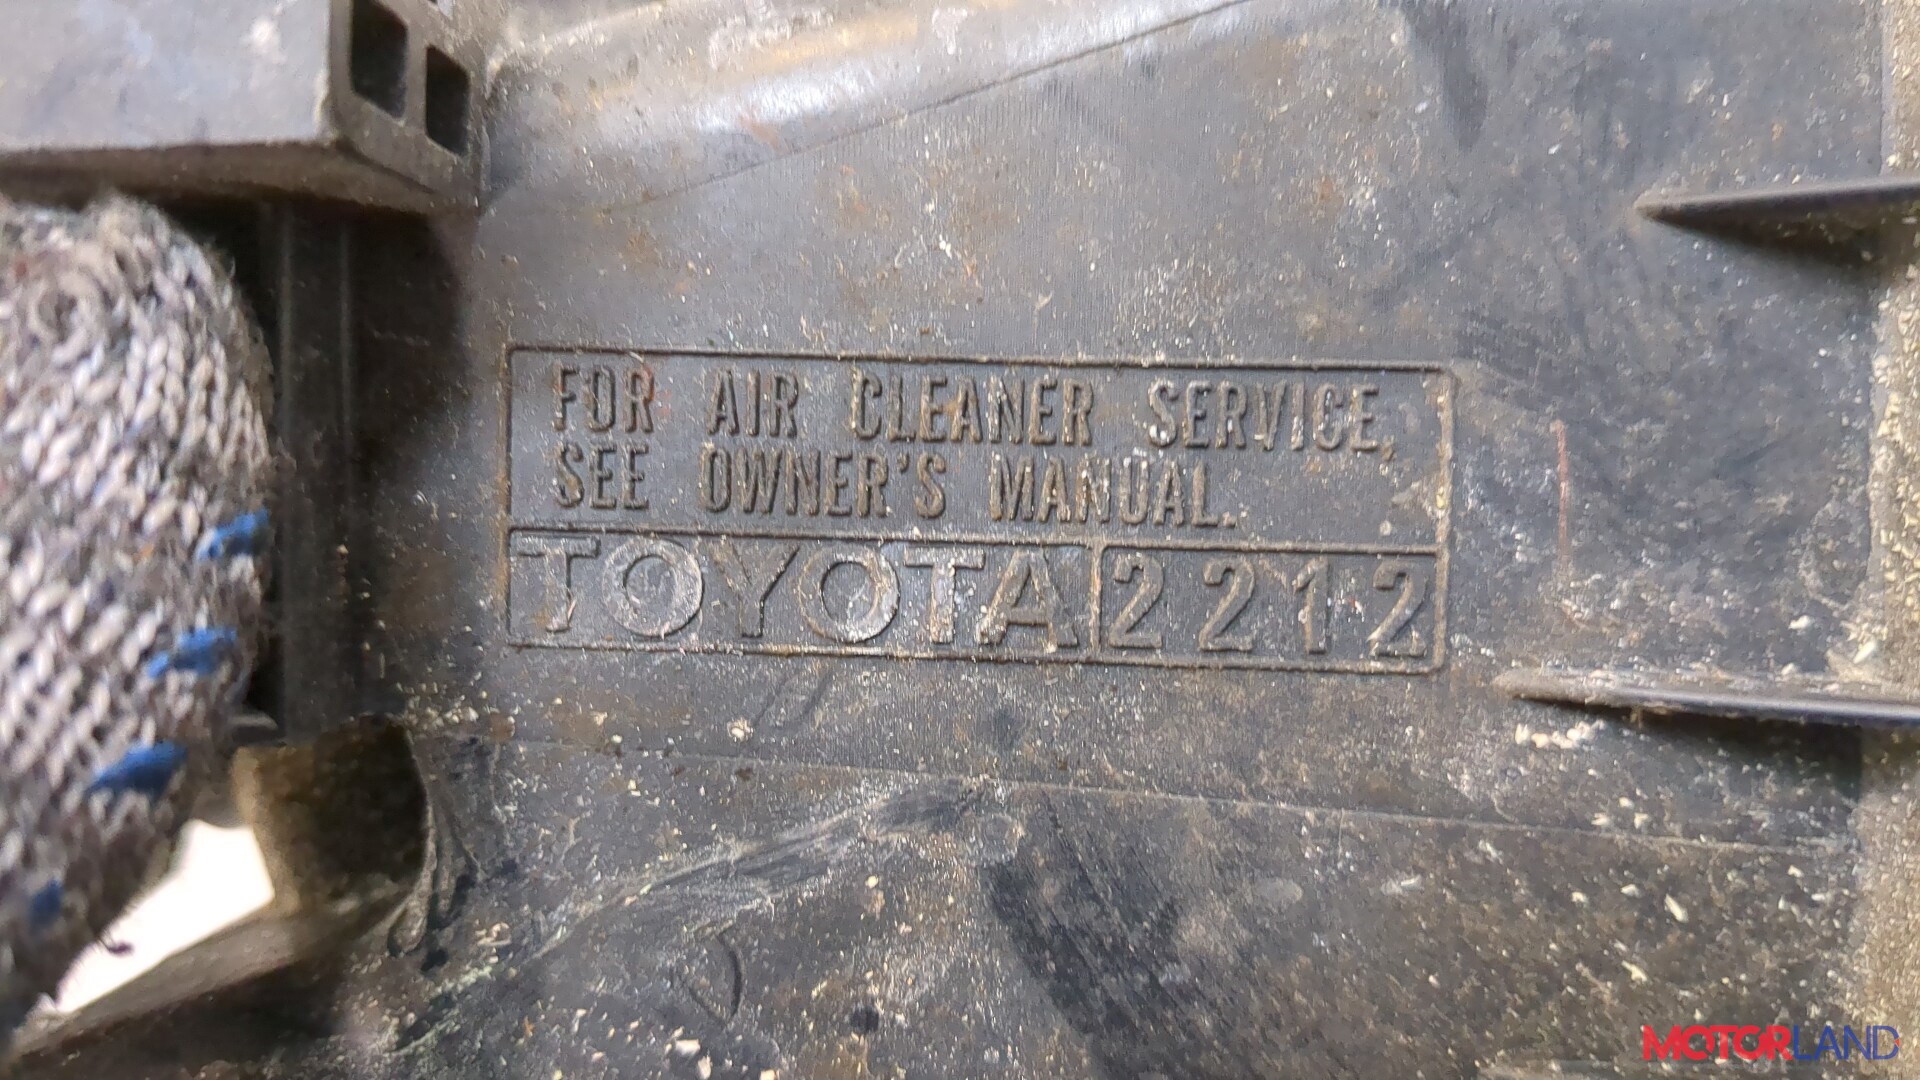 FOR AIR CLEANER SERVICE,
SEE OWNER'S MANUAL.
TOYOTA 2212
MOTORLAND